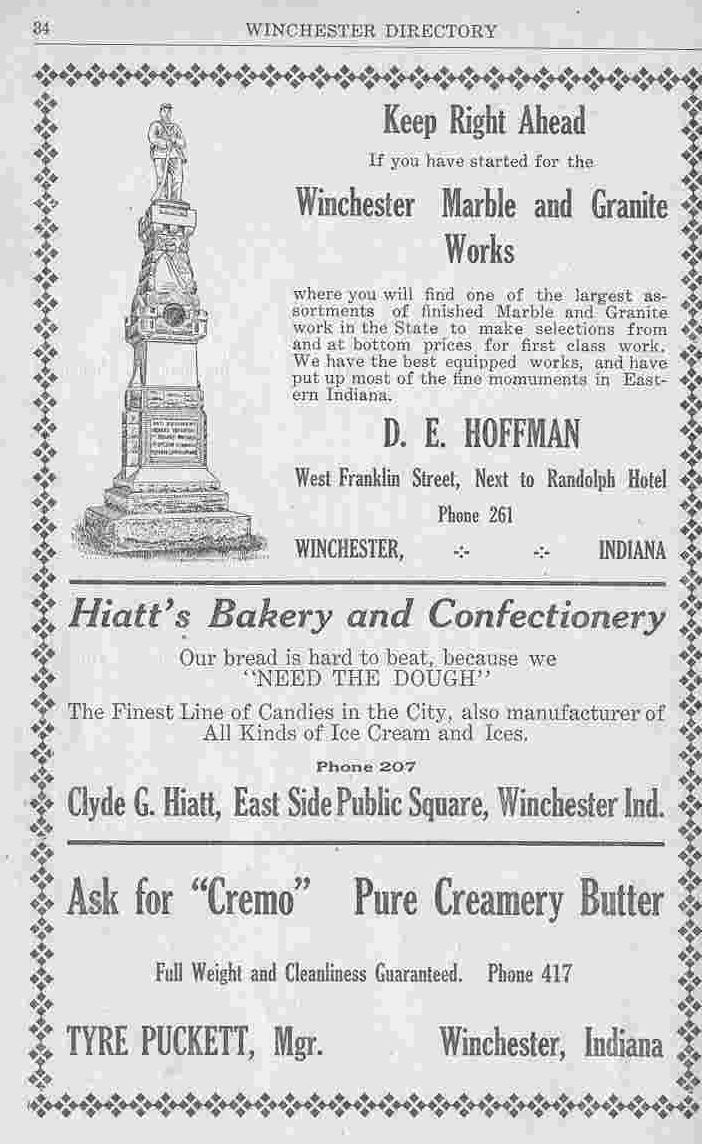 34
WINCHESTER DIRECTORY
Keep Right Ahead
If you have started for the
Winchester Marble and Granite
Works
where you will find one of the largest as-
sortments of finished Marble and Granite
work in the State to make selections from
and at bottom prices for first class work.
We have the best equipped works, and have
put up most of the fine momuments in East-
ern Indiana.
D. E. HOFFMAN
West Franklin Street, Next to Randolph Hotel
Phone 261
WINCHESTER, -:- -:- INDIANA
Hiatt's Bakery and Confectionery
Our bread is hard to beat, because we
"NEED THE DOUGH"
The Finest Line of Candies in the City, also manufacturer of
All Kinds of Ice Cream and Ices.
Phone 207
Clyde G. Hiatt, East Side Public Square, Winchester Ind.
Ask for "Cremo" Pure Creamery Butter
Full Weight and Cleanliness Guaranteed. Phone 417
TYRE PUCKETT, Mgr. Winchester, Indiana